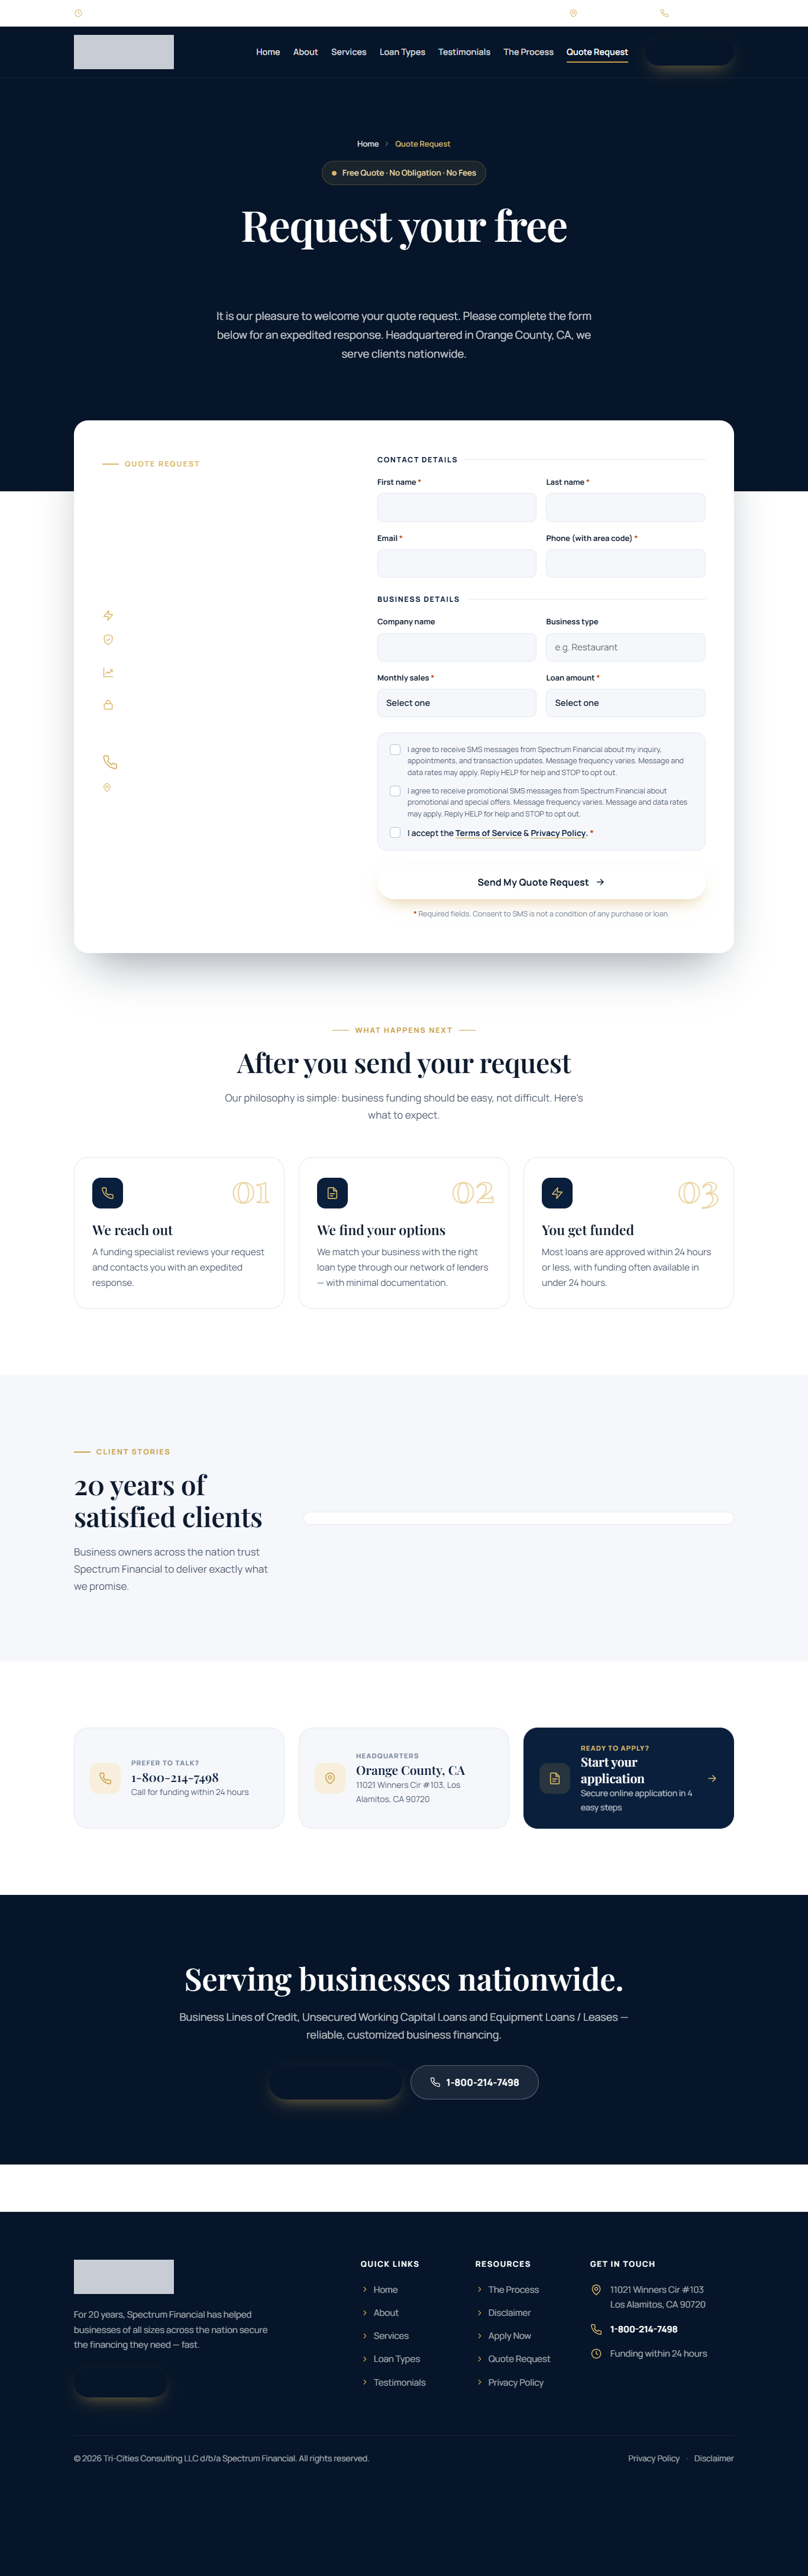 Home About Services Loan Types Testimonials The Process Quote Request
Home > Quote Request
Free Quote · No Obligation · No Fees
Request your free
It is our pleasure to welcome your quote request. Please complete the form
below for an expedited response. Headquartered in Orange County, CA, we
serve clients nationwide.
QUOTE REQUEST
CONTACT DETAILS
First name * Last name *
Email * Phone (with area code) *
BUSINESS DETAILS
Company name Business type
e.g. Restaurant
Monthly sales * Loan amount *
Select one Select one
I agree to receive SMS messages from Spectrum Financial about my inquiry,
appointments, and transaction updates. Message frequency varies. Message and
data rates may apply. Reply HELP for help and STOP to opt out.
I agree to receive promotional SMS messages from Spectrum Financial about
promotional and special offers. Message frequency varies. Message and data rates
may apply. Reply HELP for help and STOP to opt out.
I accept the Terms of Service & Privacy Policy. *
Send My Quote Request →
* Required fields. Consent to SMS is not a condition of any purchase or loan.
WHAT HAPPENS NEXT
After you send your request
Our philosophy is simple: business funding should be easy, not difficult. Here's
what to expect.
01
We reach out
A funding specialist reviews your request
and contacts you with an expedited
response.
02
We find your options
We match your business with the right
loan type through our network of lenders
— with minimal documentation.
03
You get funded
Most loans are approved within 24 hours
or less, with funding often available in
under 24 hours.
CLIENT STORIES
20 years of
satisfied clients
Business owners across the nation trust
Spectrum Financial to deliver exactly what
we promise.
PREFER TO TALK?
1-800-214-7498
Call for funding within 24 hours
HEADQUARTERS
Orange County, CA
11021 Winners Cir #103, Los
Alamitos, CA 90720
READY TO APPLY?
Start your
application
Secure online application in 4
easy steps
→
Serving businesses nationwide.
Business Lines of Credit, Unsecured Working Capital Loans and Equipment Loans / Leases —
reliable, customized business financing.
1-800-214-7498
For 20 years, Spectrum Financial has helped
businesses of all sizes across the nation secure
the financing they need — fast.
QUICK LINKS
Home
About
Services
Loan Types
Testimonials
RESOURCES
The Process
Disclaimer
Apply Now
Quote Request
Privacy Policy
GET IN TOUCH
11021 Winners Cir #103
Los Alamitos, CA 90720
1-800-214-7498
Funding within 24 hours
© 2026 Tri-Cities Consulting LLC d/b/a Spectrum Financial. All rights reserved.
Privacy Policy · Disclaimer